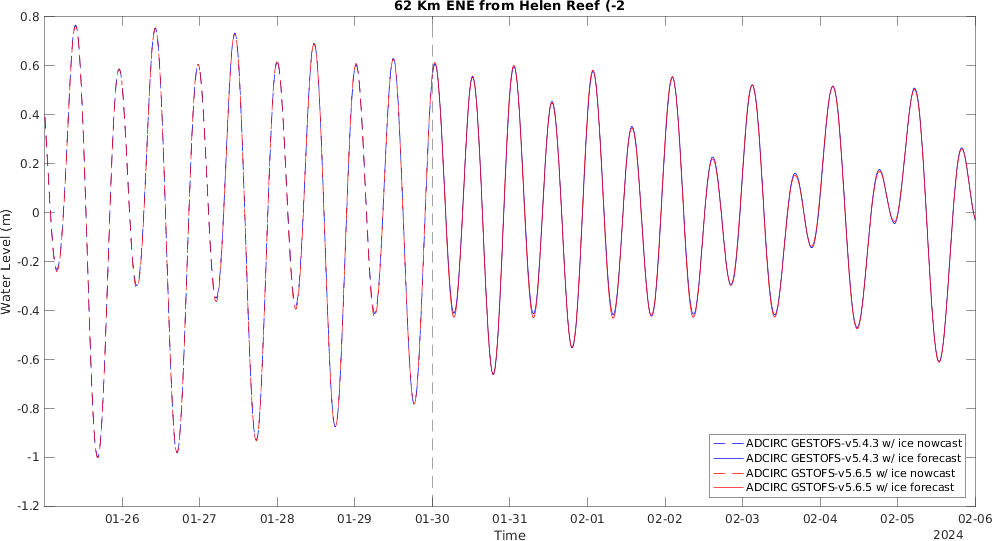 62 Km ENE from Helen Reef (-2
0.8
0.6
0.4
0.2
0
-0.2
-0.4
-0.6
-0.8
-1
-1.2
Water Level (m)
ADCIRC GESTOFS-v5.4.3 w/ ice nowcast
ADCIRC GESTOFS-v5.4.3 w/ ice forecast
ADCIRC GSTOFS-v5.6.5 w/ ice nowcast
ADCIRC GSTOFS-v5.6.5 w/ ice forecast
01-26 01-27 01-28 01-29 01-30 01-31 02-01 02-02 02-03 02-04 02-05 02-06
Time
2024